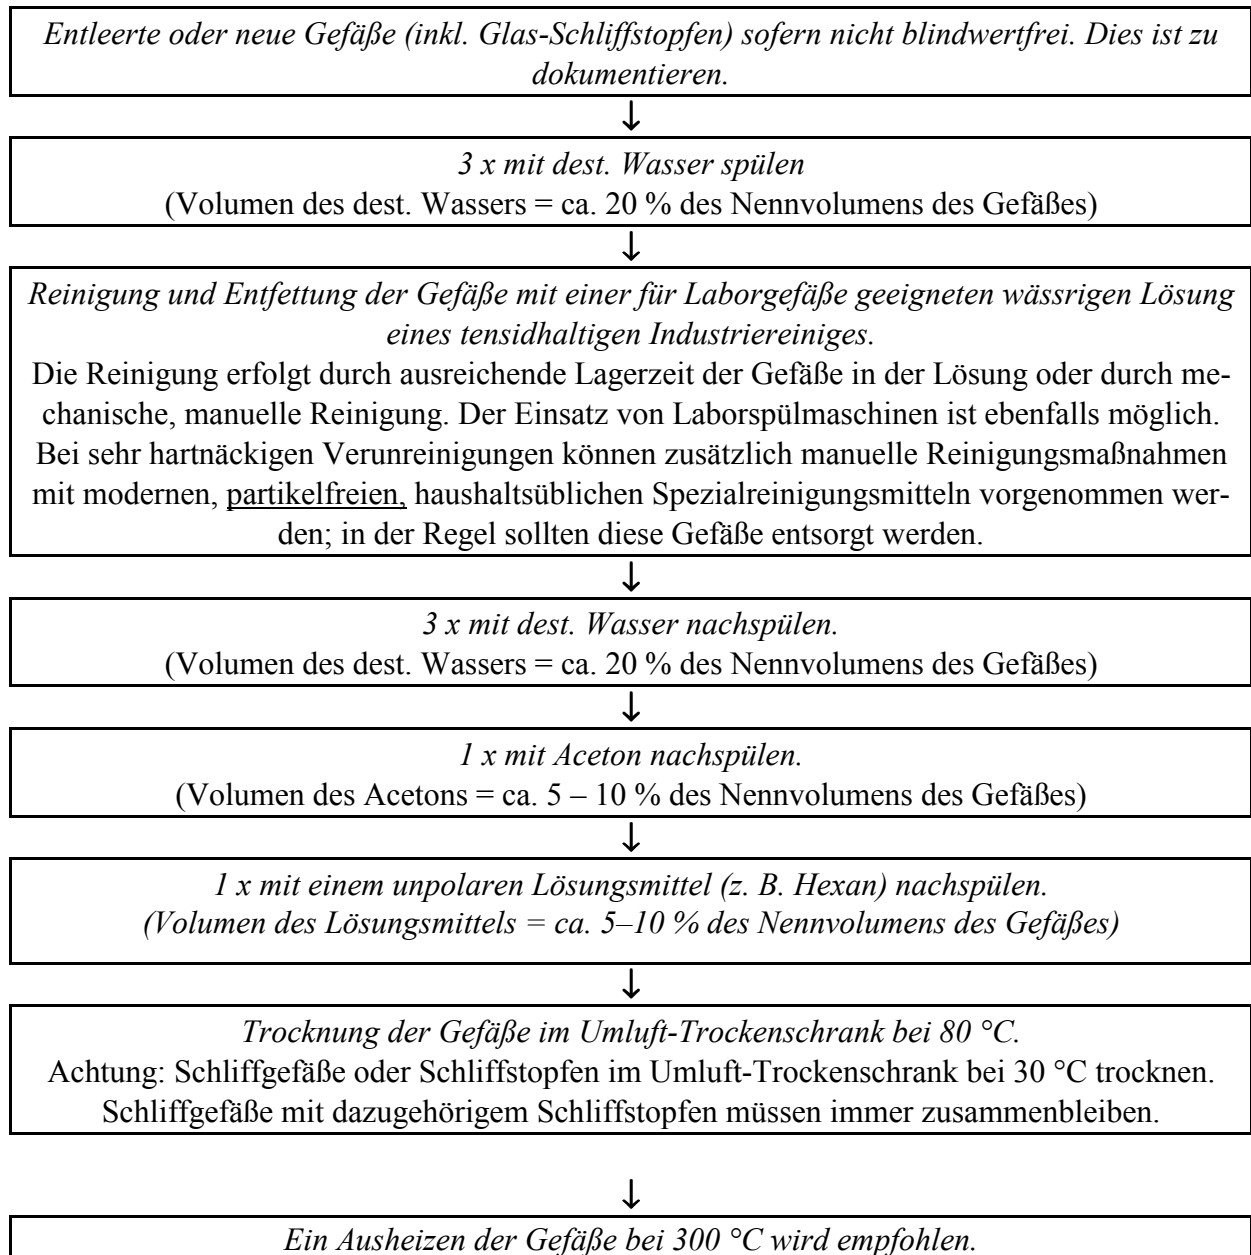 Entleerte oder neue Gefäße (inkl. Glas-Schliffstopfen) sofern nicht blindwertfrei. Dies ist zu
dokumentieren.
↓
3 x mit dest. Wasser spülen
(Volumen des dest. Wassers = ca. 20 % des Nennvolumens des Gefäßes)
↓
Reinigung und Entfettung der Gefäße mit einer für Laborgefäße geeigneten wässrigen Lösung
eines tensidhaltigen Industriereiniges.
Die Reinigung erfolgt durch ausreichende Lagerzeit der Gefäße in der Lösung oder durch me-
chanische, manuelle Reinigung. Der Einsatz von Laborspülmaschinen ist ebenfalls möglich.
Bei sehr hartnäckigen Verunreinigungen können zusätzlich manuelle Reinigungsmaßnahmen
mit modernen, partikelfreien, haushaltsüblichen Spezialreinigungsmitteln vorgenommen wer-
den; in der Regel sollten diese Gefäße entsorgt werden.
↓
3 x mit dest. Wasser nachspülen.
(Volumen des dest. Wassers = ca. 20 % des Nennvolumens des Gefäßes)
↓
1 x mit Aceton nachspülen.
(Volumen des Acetons = ca. 5 – 10 % des Nennvolumens des Gefäßes)
↓
1 x mit einem unpolaren Lösungsmittel (z. B. Hexan) nachspülen.
(Volumen des Lösungsmittels = ca. 5–10 % des Nennvolumens des Gefäßes)
↓
Trocknung der Gefäße im Umluft-Trockenschrank bei 80 °C.
Achtung: Schliffgefäße oder Schliffstopfen im Umluft-Trockenschrank bei 30 °C trocknen.
Schliffgefäße mit dazugehörigem Schliffstopfen müssen immer zusammenbleiben.
↓
Ein Ausheizen der Gefäße bei 300 °C wird empfohlen.